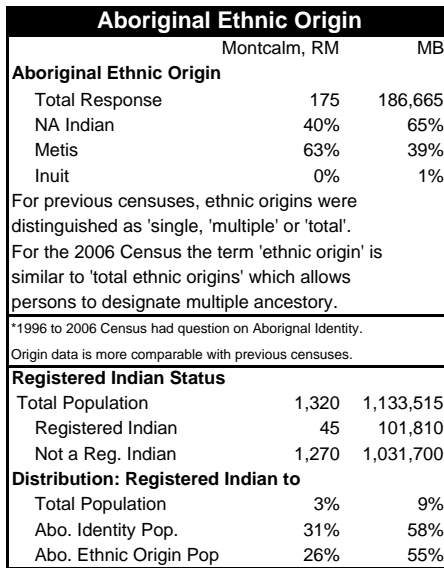 Aboriginal Ethnic Origin
Montcalm, RM MB
Aboriginal Ethnic Origin
Total Response 175 186,665
NA Indian 40% 65%
Metis 63% 39%
Inuit 0% 1%
For previous censuses, ethnic origins were
distinguished as 'single, 'multiple' or 'total'.
For the 2006 Census the term 'ethnic origin' is
similar to 'total ethnic origins' which allows
persons to designate multiple ancestory.
*1996 to 2006 Census had question on Aborignal Identity.
Origin data is more comparable with previous censuses.
Registered Indian Status
Total Population 1,320 1,133,515
Registered Indian 45 101,810
Not a Reg. Indian 1,270 1,031,700
Distribution: Registered Indian to
Total Population 3% 9%
Abo. Identity Pop. 31% 58%
Abo. Ethnic Origin Pop 26% 55%